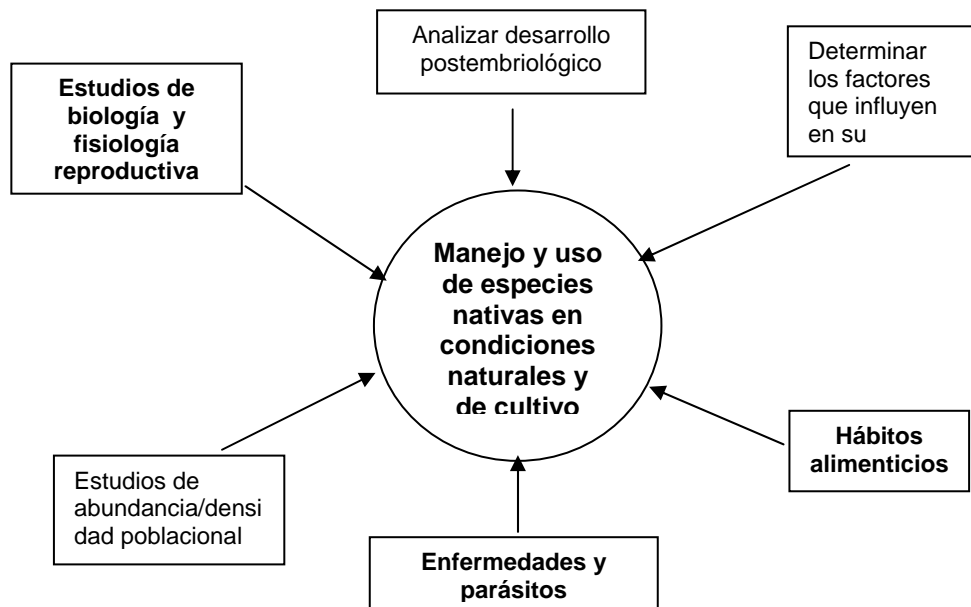 Analizar desarrollo
postembriológico
Estudios de
biología y
fisiología
reproductiva
Determinar
los factores
que influyen
en su
Manejo y uso
de especies
nativas en
condiciones
naturales y
de cultivo
Hábitos
alimenticios
Estudios de
abundancia/densi
dad poblacional
Enfermedades y
parásitos